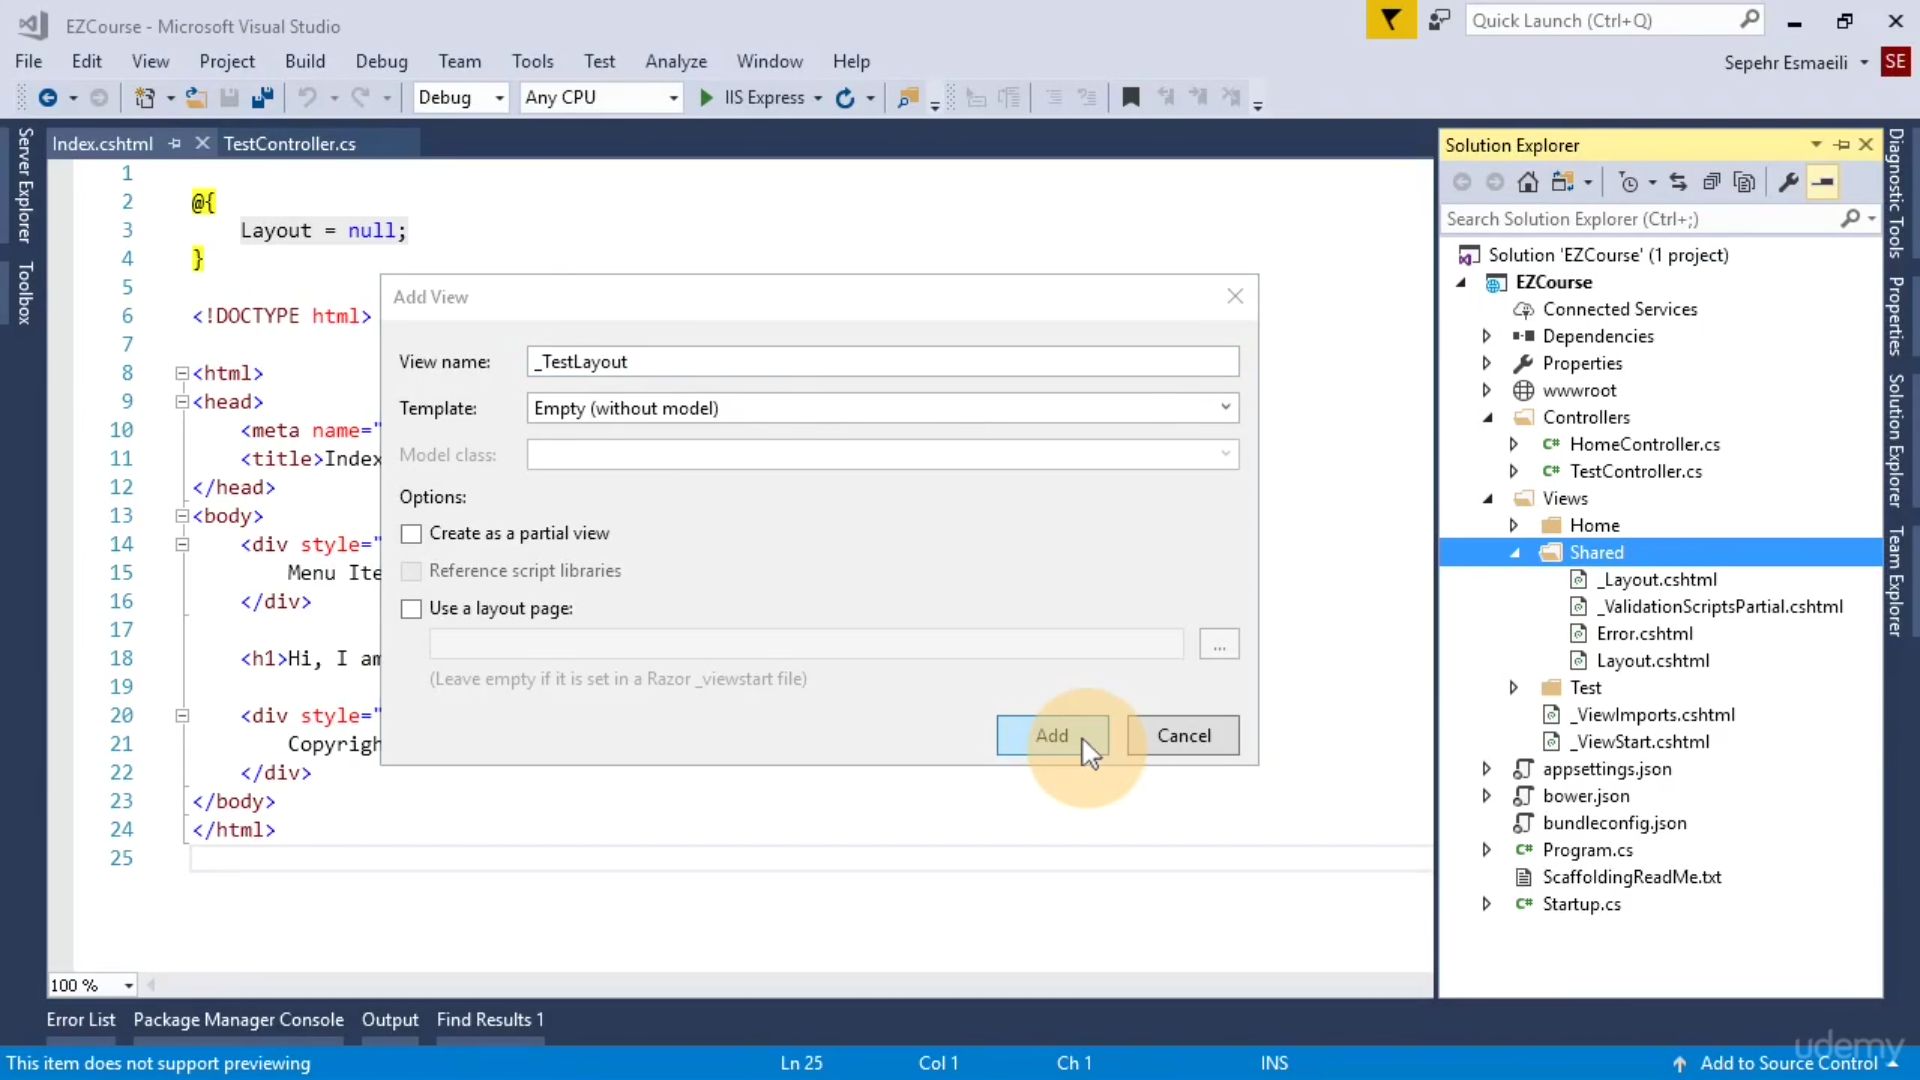 EZCourse - Microsoft Visual Studio
Quick Launch (Ctrl+Q)
File Edit View Project Build Debug Team Tools Test Analyze Window Help
Sepehr Esmaeili SE
Debug Any CPU IIS Express
Server Explorer
Toolbox
Index.cshtml TestController.cs
1
2 @{
3 Layout = null;
4 }
5
6 <!DOCTYPE html>
7
8 <html>
9 <head>
10 <meta name="
11 <title>Index
12 </head>
13 <body>
14 <div style="
15 Menu Ite
16 </div>
17
18 <h1>Hi, I am
19
20 <div style="
21 Copyrigh
22 </div>
23 </body>
24 </html>
25
Add View
View name: _TestLayout
Template: Empty (without model)
Model class:
Options:
Create as a partial view
Reference script libraries
Use a layout page:
...
(Leave empty if it is set in a Razor _viewstart file)
Add Cancel
Solution Explorer
Search Solution Explorer (Ctrl+;)
Solution 'EZCourse' (1 project)
EZCourse
Connected Services
Dependencies
Properties
wwwroot
Controllers
C# HomeController.cs
C# TestController.cs
Views
Home
Shared
_Layout.cshtml
_ValidationScriptsPartial.cshtml
Error.cshtml
Layout.cshtml
Test
_ViewImports.cshtml
_ViewStart.cshtml
appsettings.json
bower.json
bundleconfig.json
C# Program.cs
ScaffoldingReadMe.txt
C# Startup.cs
Diagnostic Tools
Properties
Solution Explorer
Team Explorer
100 %
Error List Package Manager Console Output Find Results 1
This item does not support previewing Ln 25 Col 1 Ch 1 INS Add to Source Control
udemy